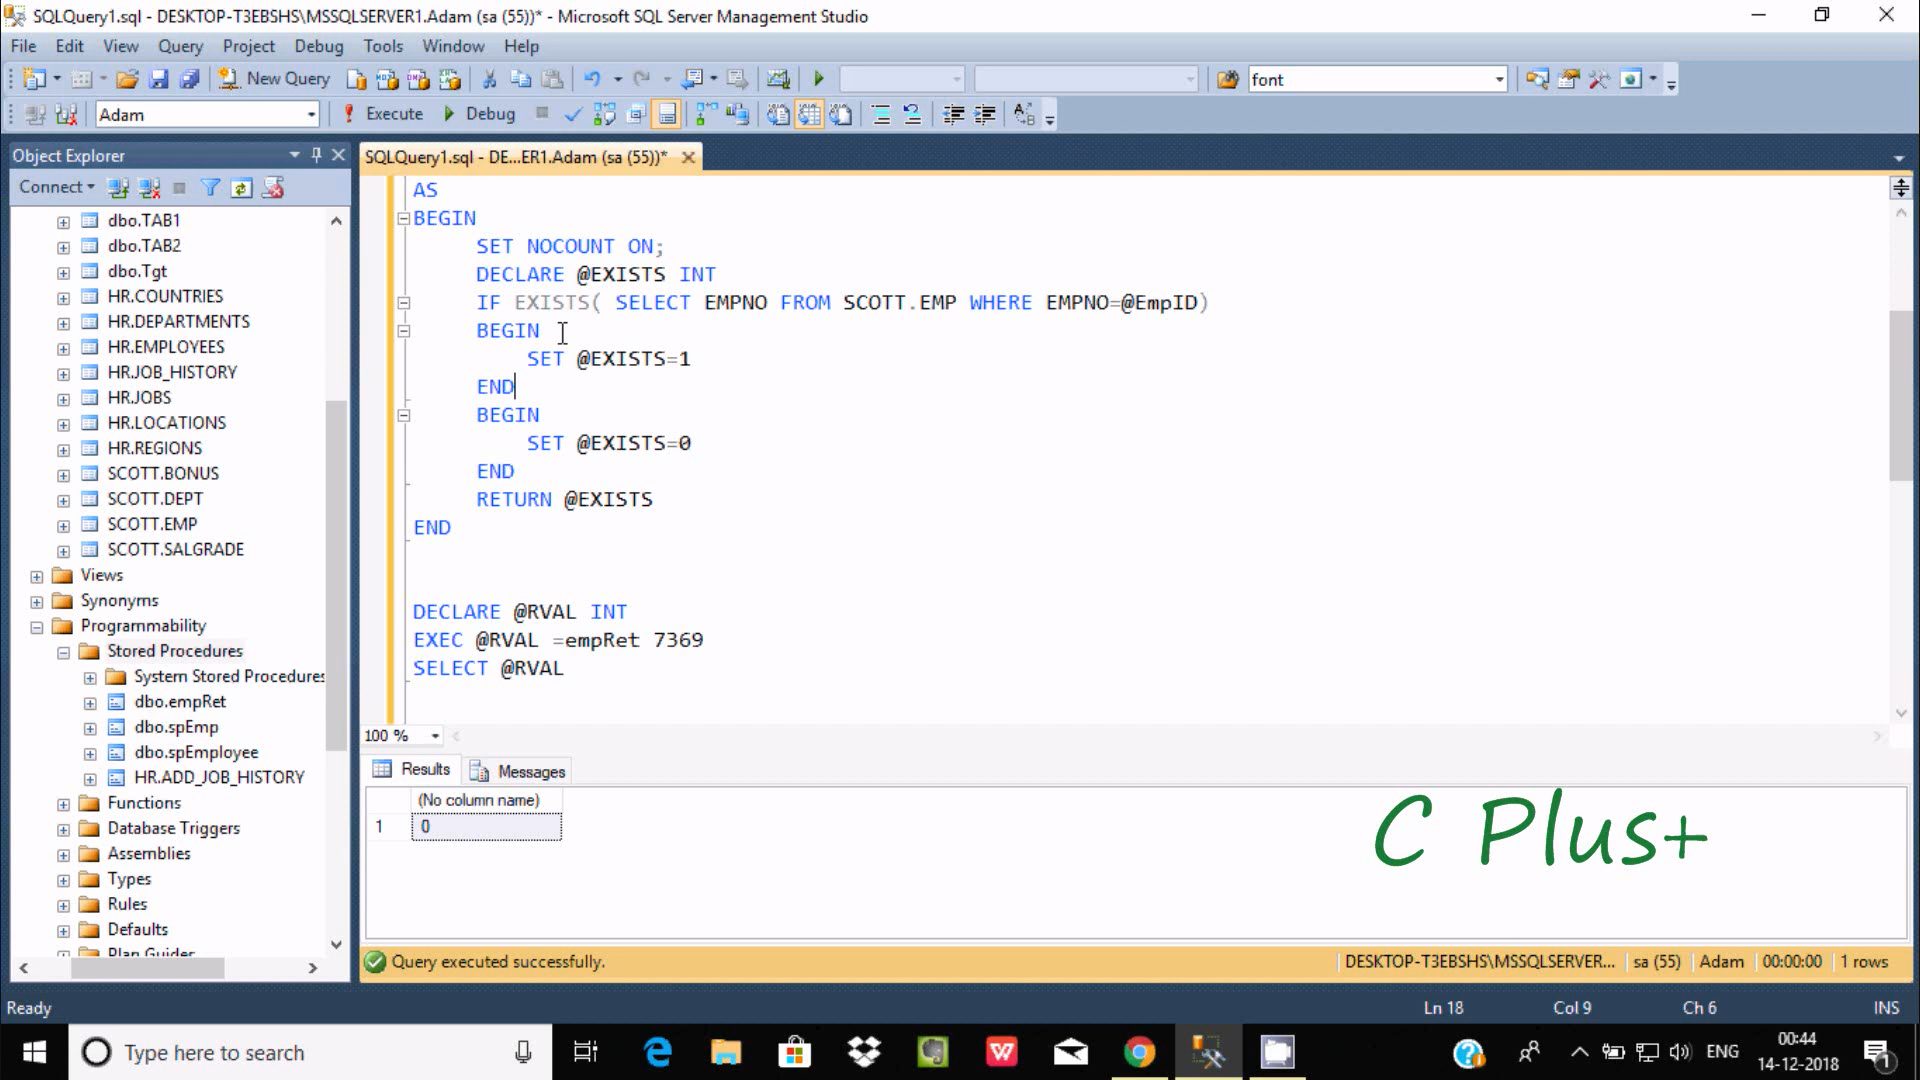 SQLQuery1.sql - DESKTOP-T3EBSHS\MSSQLSERVER1.Adam (sa (55))* - Microsoft SQL Server Management Studio
File Edit View Query Project Debug Tools Window Help
New Query font
Adam Execute Debug
Object Explorer
SQLQuery1.sql - DE...ER1.Adam (sa (55))*
Connect
dbo.TAB1
dbo.TAB2
dbo.Tgt
HR.COUNTRIES
HR.DEPARTMENTS
HR.EMPLOYEES
HR.JOB_HISTORY
HR.JOBS
HR.LOCATIONS
HR.REGIONS
SCOTT.BONUS
SCOTT.DEPT
SCOTT.EMP
SCOTT.SALGRADE
Views
Synonyms
Programmability
Stored Procedures
System Stored Procedures
dbo.empRet
dbo.spEmp
dbo.spEmployee
HR.ADD_JOB_HISTORY
Functions
Database Triggers
Assemblies
Types
Rules
Defaults
Plan Guides
AS
BEGIN
SET NOCOUNT ON;
DECLARE @EXISTS INT
IF EXISTS( SELECT EMPNO FROM SCOTT.EMP WHERE EMPNO=@EmpID)
BEGIN
SET @EXISTS=1
END
BEGIN
SET @EXISTS=0
END
RETURN @EXISTS
END
DECLARE @RVAL INT
EXEC @RVAL =empRet 7369
SELECT @RVAL
100 %
Results Messages
(No column name)
1 0
C Plus+
Query executed successfully. DESKTOP-T3EBSHS\MSSQLSERVER... sa (55) Adam 00:00:00 1 rows
Ready Ln 18 Col 9 Ch 6 INS
Type here to search
ENG
00:44
14-12-2018
1